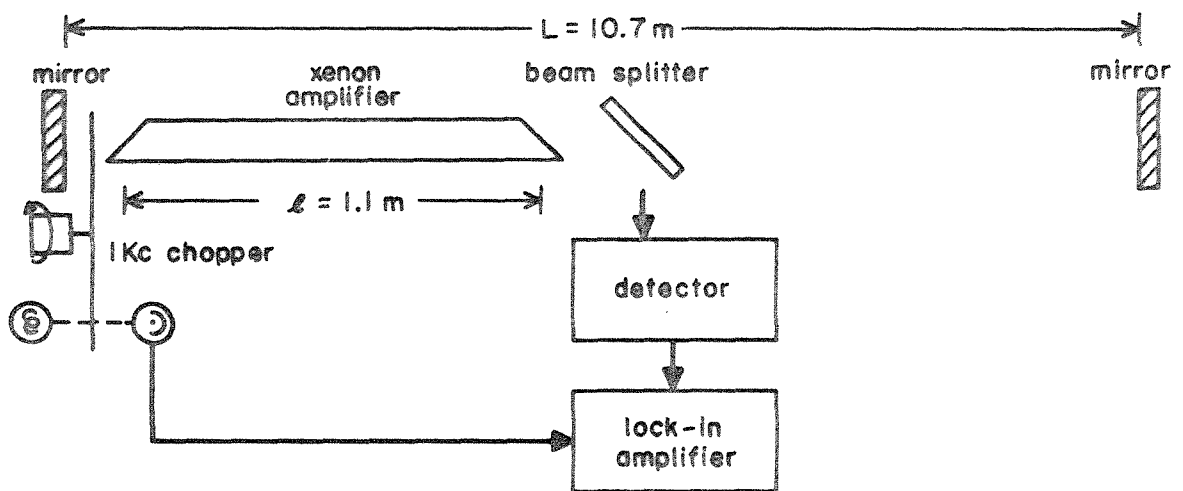 L = 10.7 m
mirror
xenon
amplifier
beam splitter
mirror
ℓ = 1.1 m
1Kc chopper
detector
lock-in
amplifier